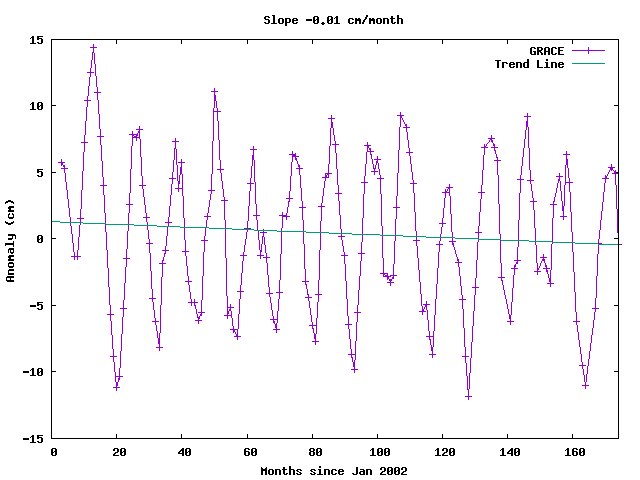 Slope -0.01 cm/month
GRACE
Trend Line
15
10
5
0
-5
-10
-15
Anomaly (cm)
0 20 40 60 80 100 120 140 160
Months since Jan 2002